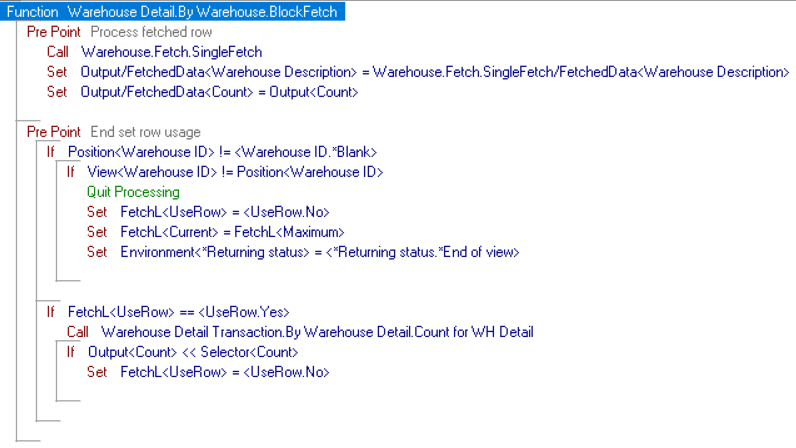 Function Warehouse Detail.By Warehouse.BlockFetch
Pre Point Process fetched row
Call Warehouse.Fetch.SingleFetch
Set Output/FetchedData<Warehouse Description> = Warehouse.Fetch.SingleFetch/FetchedData<Warehouse Description>
Set Output/FetchedData<Count> = Output<Count>
Pre Point End set row usage
If Position<Warehouse ID> != <Warehouse ID.*Blank>
If View<Warehouse ID> != Position<Warehouse ID>
Quit Processing
Set FetchL<UseRow> = <UseRow.No>
Set FetchL<Current> = FetchL<Maximum>
Set Environment<*Returning status> = <*Returning status.*End of view>
If FetchL<UseRow> == <UseRow.Yes>
Call Warehouse Detail Transaction.By Warehouse Detail.Count for WH Detail
If Output<Count> << Selector<Count>
Set FetchL<UseRow> = <UseRow.No>